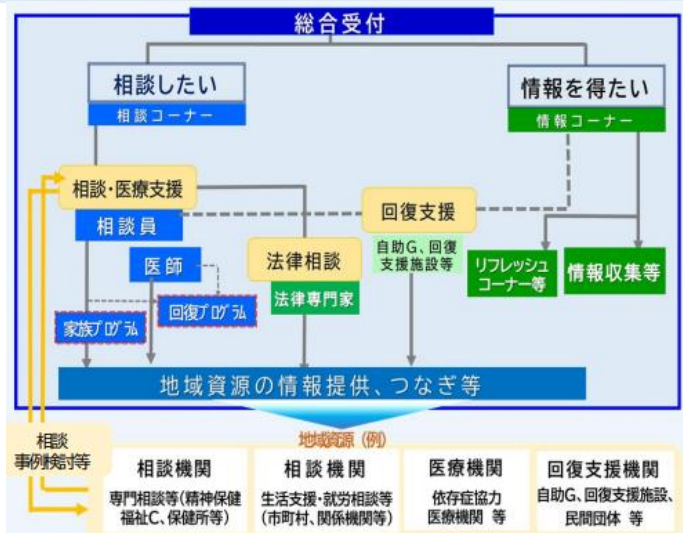 総合受付
相談したい
相談コーナー
情報を得たい
情報コーナー
相談・医療支援
相談員
医師
家族プログラム
回復プログラム
法律相談
法律専門家
回復支援
自助G、回復
支援施設等
リフレッシュ
コーナー等
情報収集等
地域資源の情報提供、つなぎ等
相談
事例検討等
地域資源（例）
相談機関
専門相談等(精神保健
福祉C、保健所等)
相談機関
生活支援・就労相談等
(市町村、関係機関等)
医療機関
依存症協力
医療機関 等
回復支援機関
自助G、回復支援施設、
民間団体 等